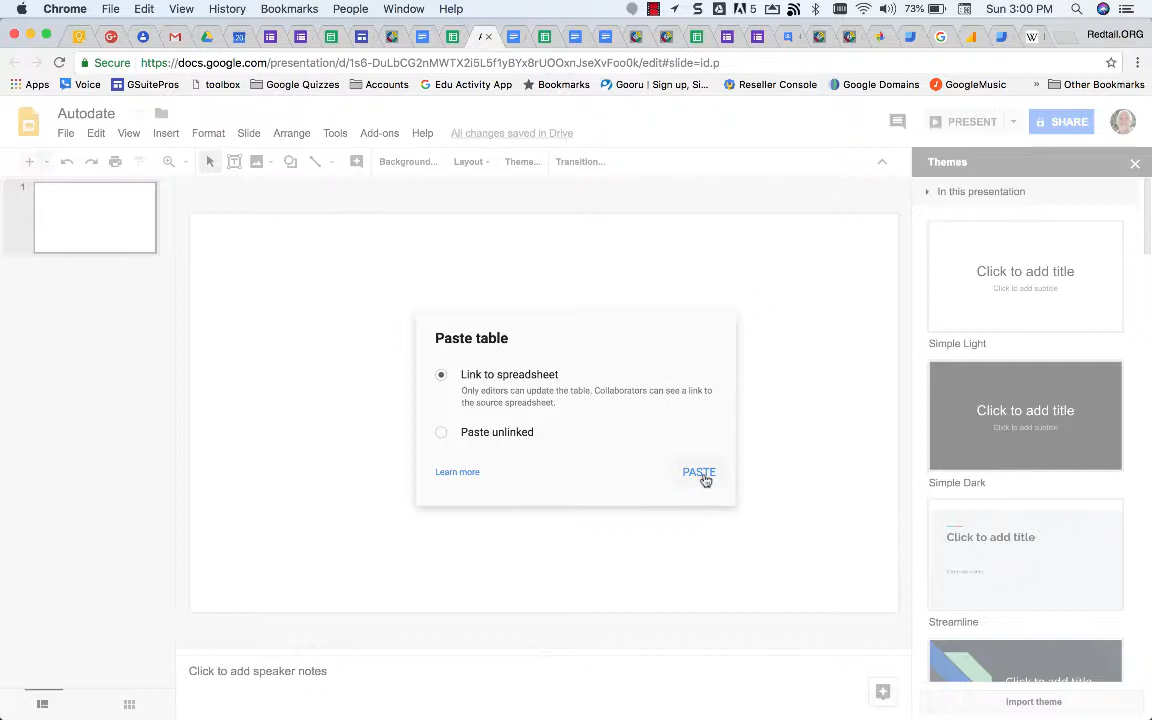 Chrome File Edit View History Bookmarks People Window Help 5 73% Sun 3:00 PM
Redtail.ORG
Secure https://docs.google.com/presentation/d/1s6-DuLbCG2nMWTX2i5L5f1yBYx8rUOOxnJseXvFoo0k/edit#slide=id.p
Apps Voice GSuitePros toolbox Google Quizzes Accounts Edu Activity App Bookmarks Gooru | Sign up, Si... Reseller Console Google Domains GoogleMusic » Other Bookmarks
Autodate
File Edit View Insert Format Slide Arrange Tools Add-ons Help All changes saved in Drive
PRESENT SHARE
Background... Layout Theme... Transition...
Themes
In this presentation
1
Click to add title
Click to add subtitle
Simple Light
Paste table
Link to spreadsheet
Only editors can update the table. Collaborators can see a link to
the source spreadsheet.
Paste unlinked
Learn more PASTE
Click to add title
Click to add subtitle
Simple Dark
Click to add title
Streamline
Click to add title
Click to add speaker notes
Import theme